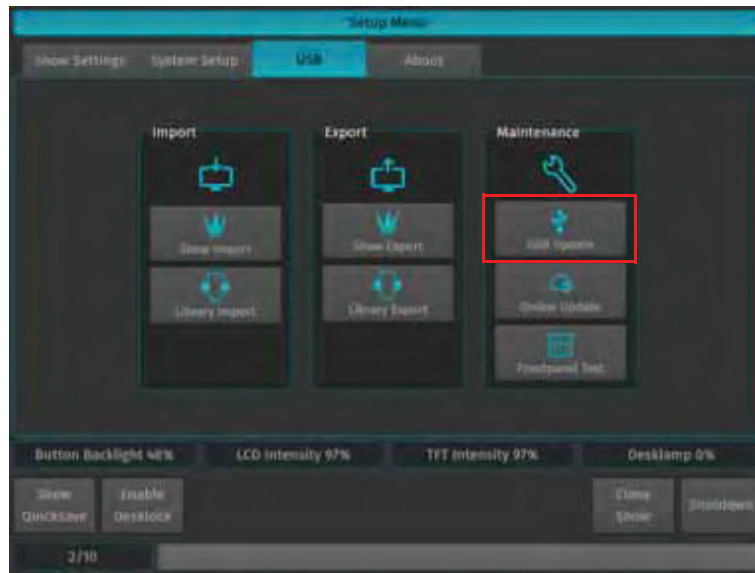 Setup Menu
Show Settings System Setup USB About
Import Export Maintenance
Show Import Show Export USB Update
Library Import Library Export Online Update
Frontpanel Test
Button Backlight 48% LCD Intensity 97% TFT Intensity 97% Desklamp 0%
Show Enable Close Shutdown
Quicksave Desklock Show
2/10